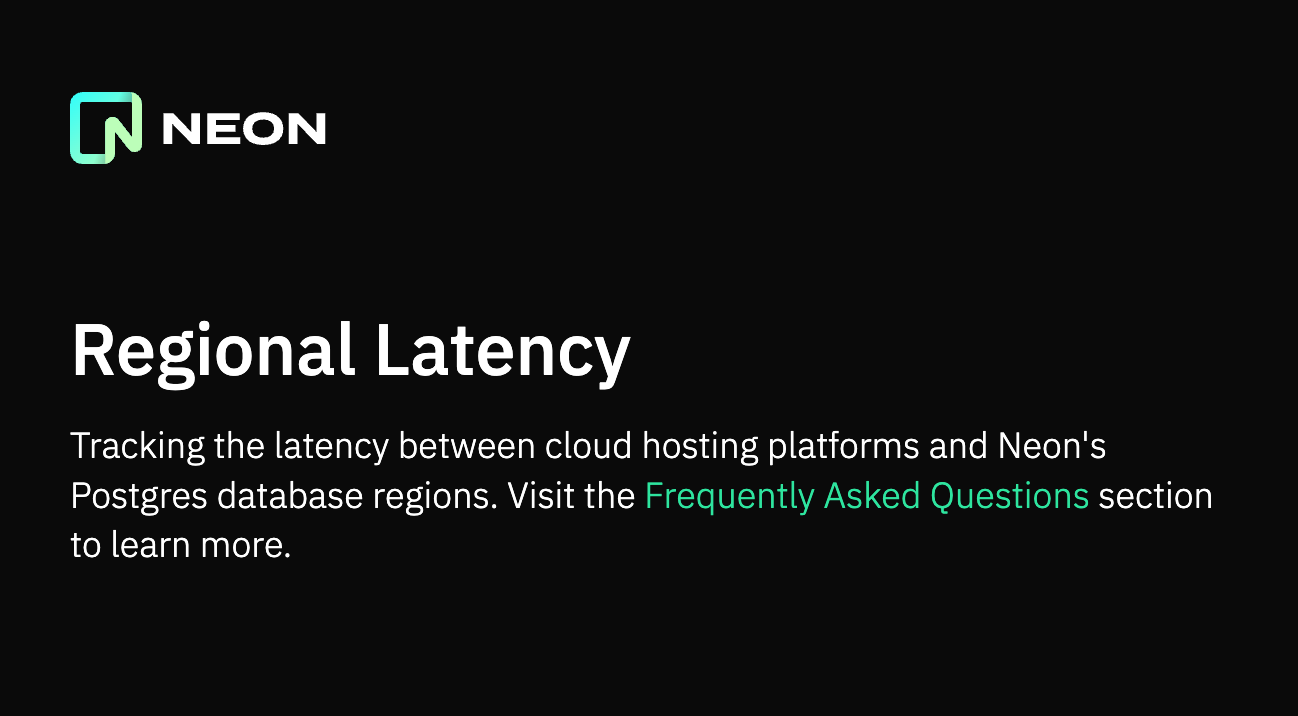 NEON
Regional Latency
Tracking the latency between cloud hosting platforms and Neon's
Postgres database regions. Visit the Frequently Asked Questions section
to learn more.